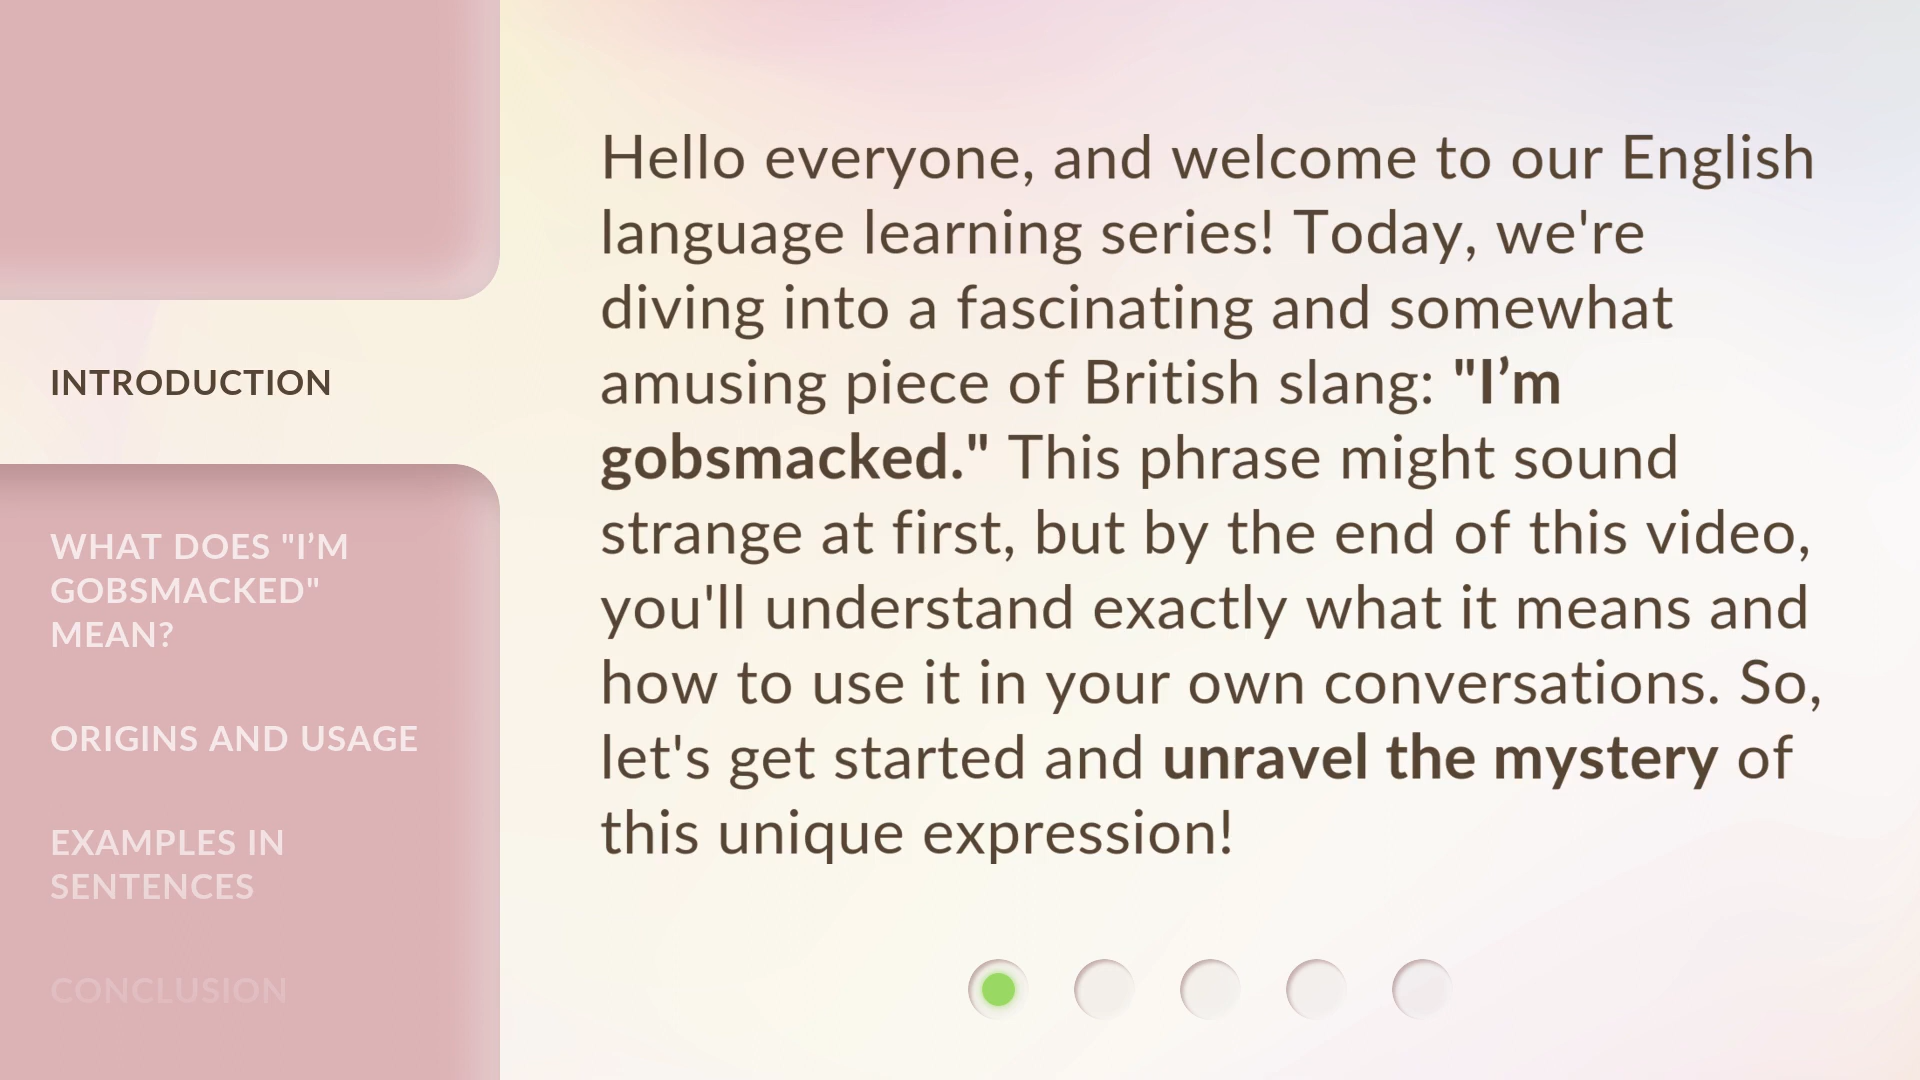 INTRODUCTION
WHAT DOES "I’M
GOBSMACKED"
MEAN?
ORIGINS AND USAGE
EXAMPLES IN
SENTENCES
CONCLUSION
Hello everyone, and welcome to our English
language learning series! Today, we're
diving into a fascinating and somewhat
amusing piece of British slang: "I’m
gobsmacked." This phrase might sound
strange at first, but by the end of this video,
you'll understand exactly what it means and
how to use it in your own conversations. So,
let's get started and unravel the mystery of
this unique expression!